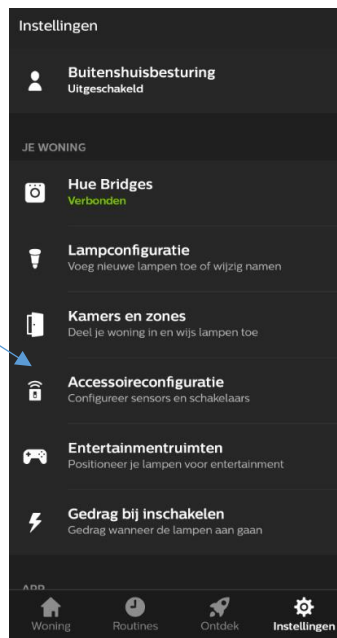 Instellingen
Buitenshuisbesturing
Uitgeschakeld
JE WONING
Hue Bridges
Verbonden
Lampconfiguratie
Voeg nieuwe lampen toe of wijzig namen
Kamers en zones
Deel je woning in en wijs lampen toe
Accessoireconfiguratie
Configureer sensors en schakelaars
Entertainmentruimten
Positioneer je lampen voor entertainment
Gedrag bij inschakelen
Gedrag wanneer de lampen aan gaan
APP
Woning Routines Ontdek Instellingen